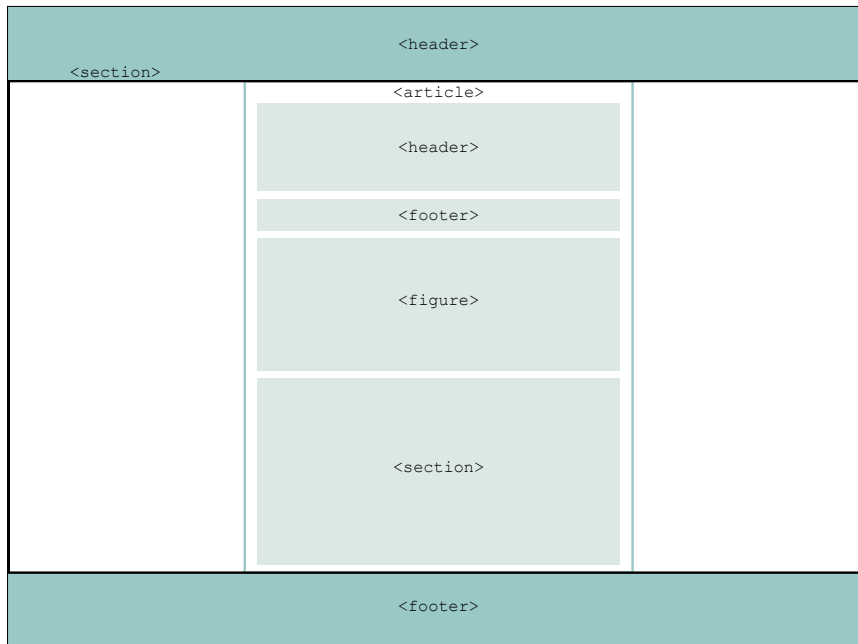 <header>
<section>
<article>
<header>
<footer>
<figure>
<section>
<footer>